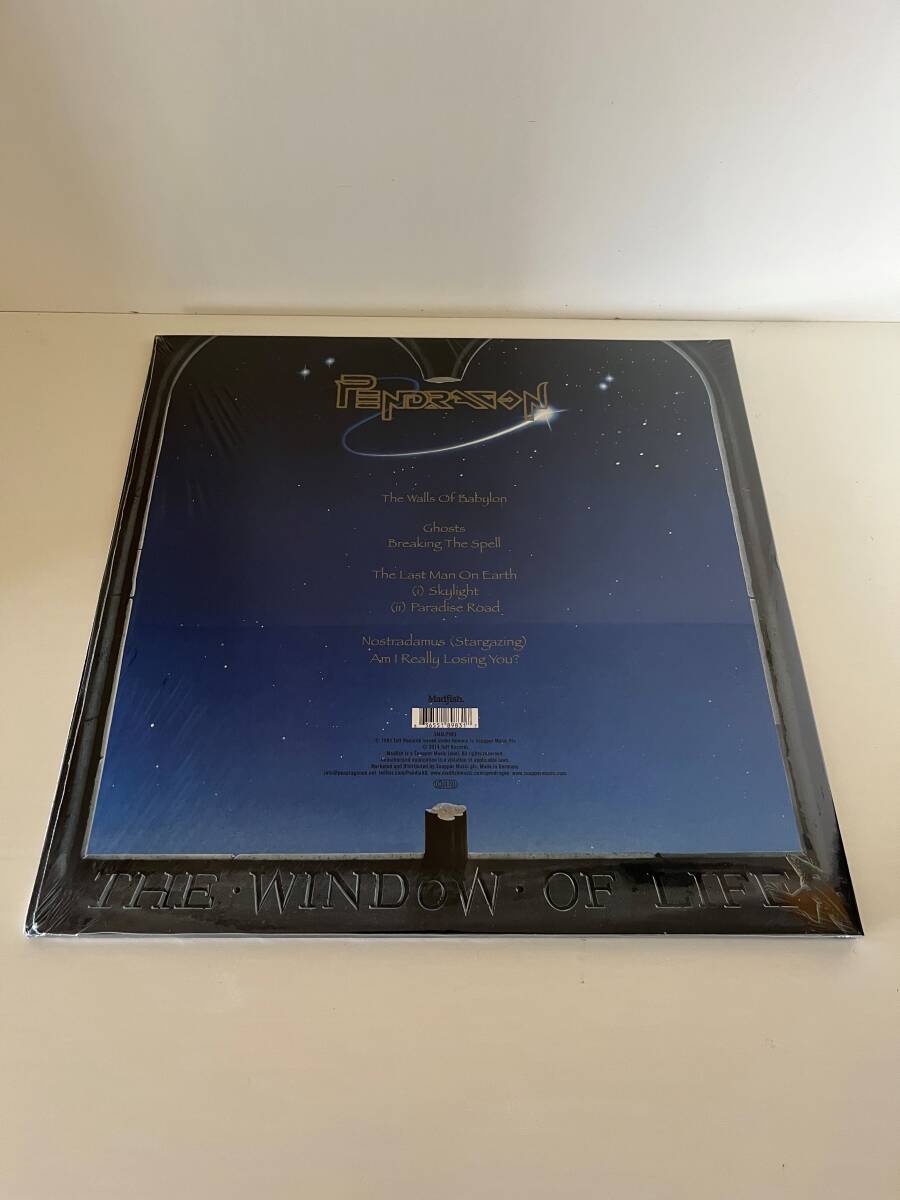 PENDRAGON
The Walls Of Babylon
Ghosts
Breaking The Spell
The Last Man On Earth
(i) Skylight
(ii) Paradise Road
Nostradamus (Stargazing)
Am I Really Losing You?
Madfish.
THE · WINDOW · OF · LIFE